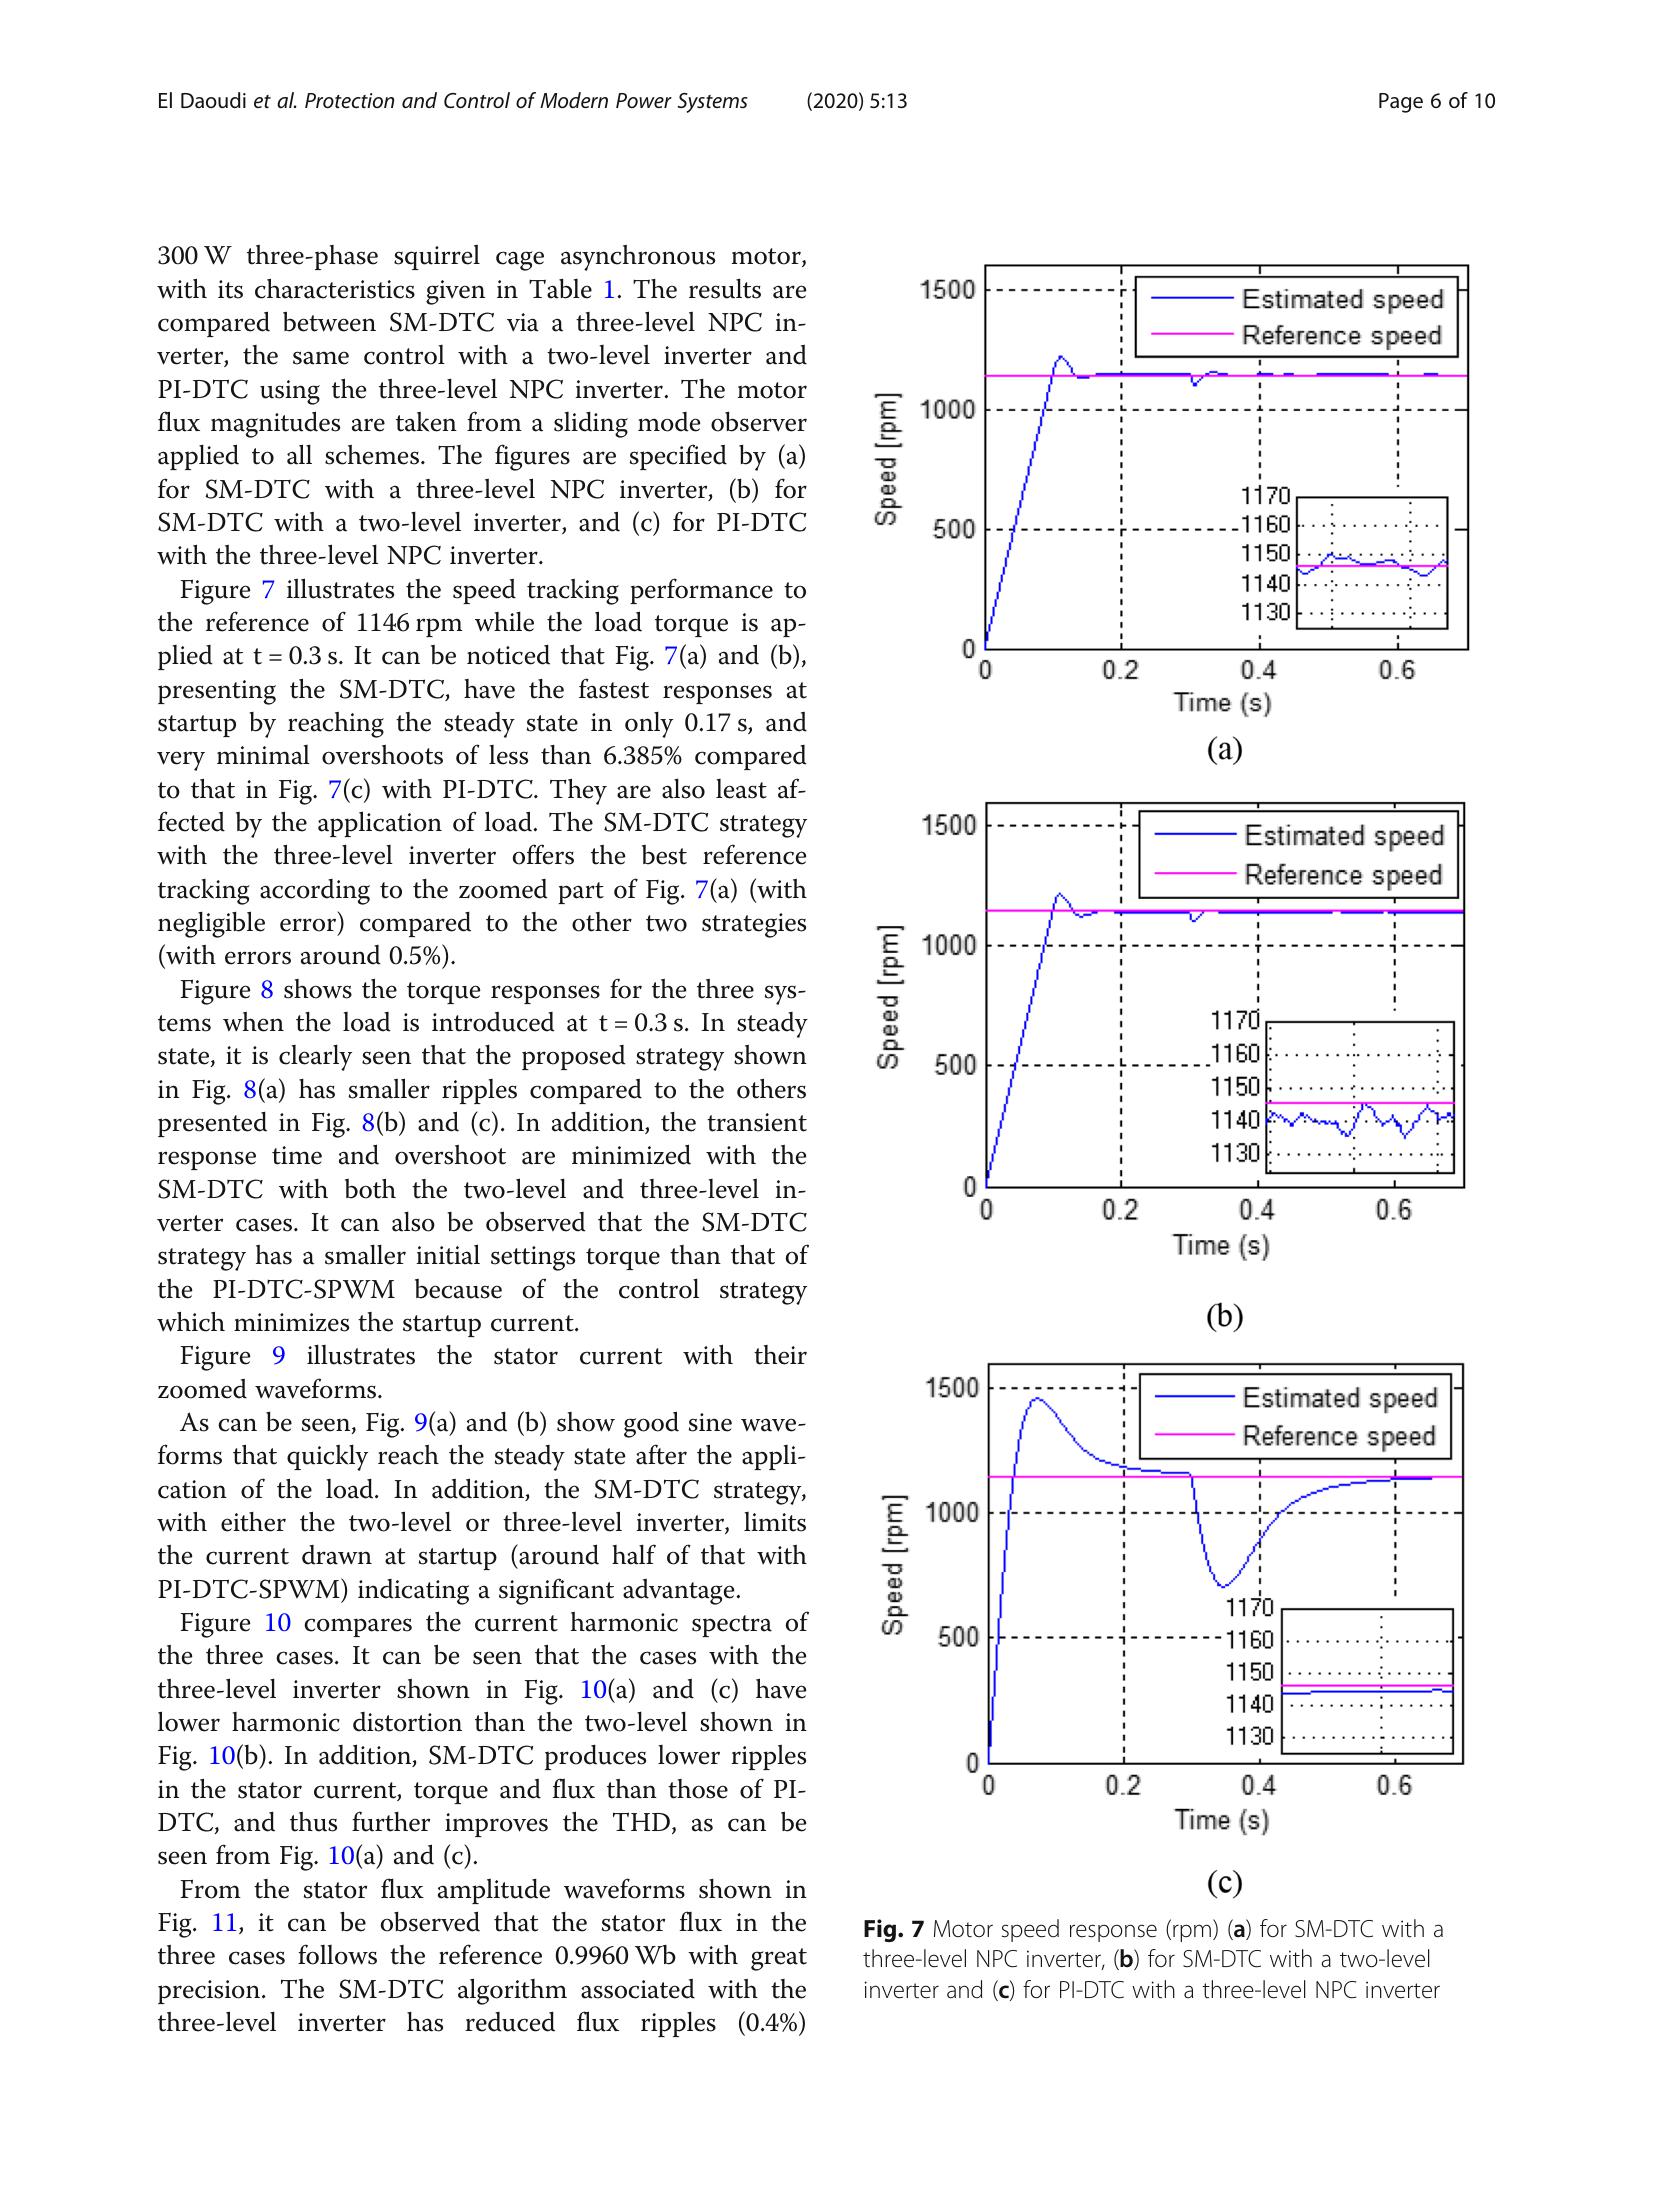 El Daoudi et al. Protection and Control of Modern Power Systems (2020) 5:13 Page 6 of 10
300 W three-phase squirrel cage asynchronous motor,
with its characteristics given in Table 1. The results are
compared between SM-DTC via a three-level NPC in-
verter, the same control with a two-level inverter and
PI-DTC using the three-level NPC inverter. The motor
flux magnitudes are taken from a sliding mode observer
applied to all schemes. The figures are specified by (a)
for SM-DTC with a three-level NPC inverter, (b) for
SM-DTC with a two-level inverter, and (c) for PI-DTC
with the three-level NPC inverter.
Figure 7 illustrates the speed tracking performance to
the reference of 1146 rpm while the load torque is ap-
plied at t = 0.3 s. It can be noticed that Fig. 7(a) and (b),
presenting the SM-DTC, have the fastest responses at
startup by reaching the steady state in only 0.17 s, and
very minimal overshoots of less than 6.385% compared
to that in Fig. 7(c) with PI-DTC. They are also least af-
fected by the application of load. The SM-DTC strategy
with the three-level inverter offers the best reference
tracking according to the zoomed part of Fig. 7(a) (with
negligible error) compared to the other two strategies
(with errors around 0.5%).
Figure 8 shows the torque responses for the three sys-
tems when the load is introduced at t = 0.3 s. In steady
state, it is clearly seen that the proposed strategy shown
in Fig. 8(a) has smaller ripples compared to the others
presented in Fig. 8(b) and (c). In addition, the transient
response time and overshoot are minimized with the
SM-DTC with both the two-level and three-level in-
verter cases. It can also be observed that the SM-DTC
strategy has a smaller initial settings torque than that of
the PI-DTC-SPWM because of the control strategy
which minimizes the startup current.
Figure 9 illustrates the stator current with their
zoomed waveforms.
As can be seen, Fig. 9(a) and (b) show good sine wave-
forms that quickly reach the steady state after the appli-
cation of the load. In addition, the SM-DTC strategy,
with either the two-level or three-level inverter, limits
the current drawn at startup (around half of that with
PI-DTC-SPWM) indicating a significant advantage.
Figure 10 compares the current harmonic spectra of
the three cases. It can be seen that the cases with the
three-level inverter shown in Fig. 10(a) and (c) have
lower harmonic distortion than the two-level shown in
Fig. 10(b). In addition, SM-DTC produces lower ripples
in the stator current, torque and flux than those of PI-
DTC, and thus further improves the THD, as can be
seen from Fig. 10(a) and (c).
From the stator flux amplitude waveforms shown in
Fig. 11, it can be observed that the stator flux in the
three cases follows the reference 0.9960 Wb with great
precision. The SM-DTC algorithm associated with the
three-level inverter has reduced flux ripples (0.4%)
1500
Estimated speed
Reference speed
1000
Speed [rpm]
1170
1160
500
1150
1140
1130
0
0 0.2 0.4 0.6
Time (s)
(a)
1500
Estimated speed
Reference speed
1000
Speed [rpm]
1170
1160
500
1150
1140
1130
0
0 0.2 0.4 0.6
Time (s)
(b)
1500
Estimated speed
Reference speed
1000
Speed [rpm]
1170
500
1160
1150
1140
1130
0
0 0.2 0.4 0.6
Time (s)
(c)
Fig. 7 Motor speed response (rpm) (a) for SM-DTC with a
three-level NPC inverter, (b) for SM-DTC with a two-level
inverter and (c) for PI-DTC with a three-level NPC inverter